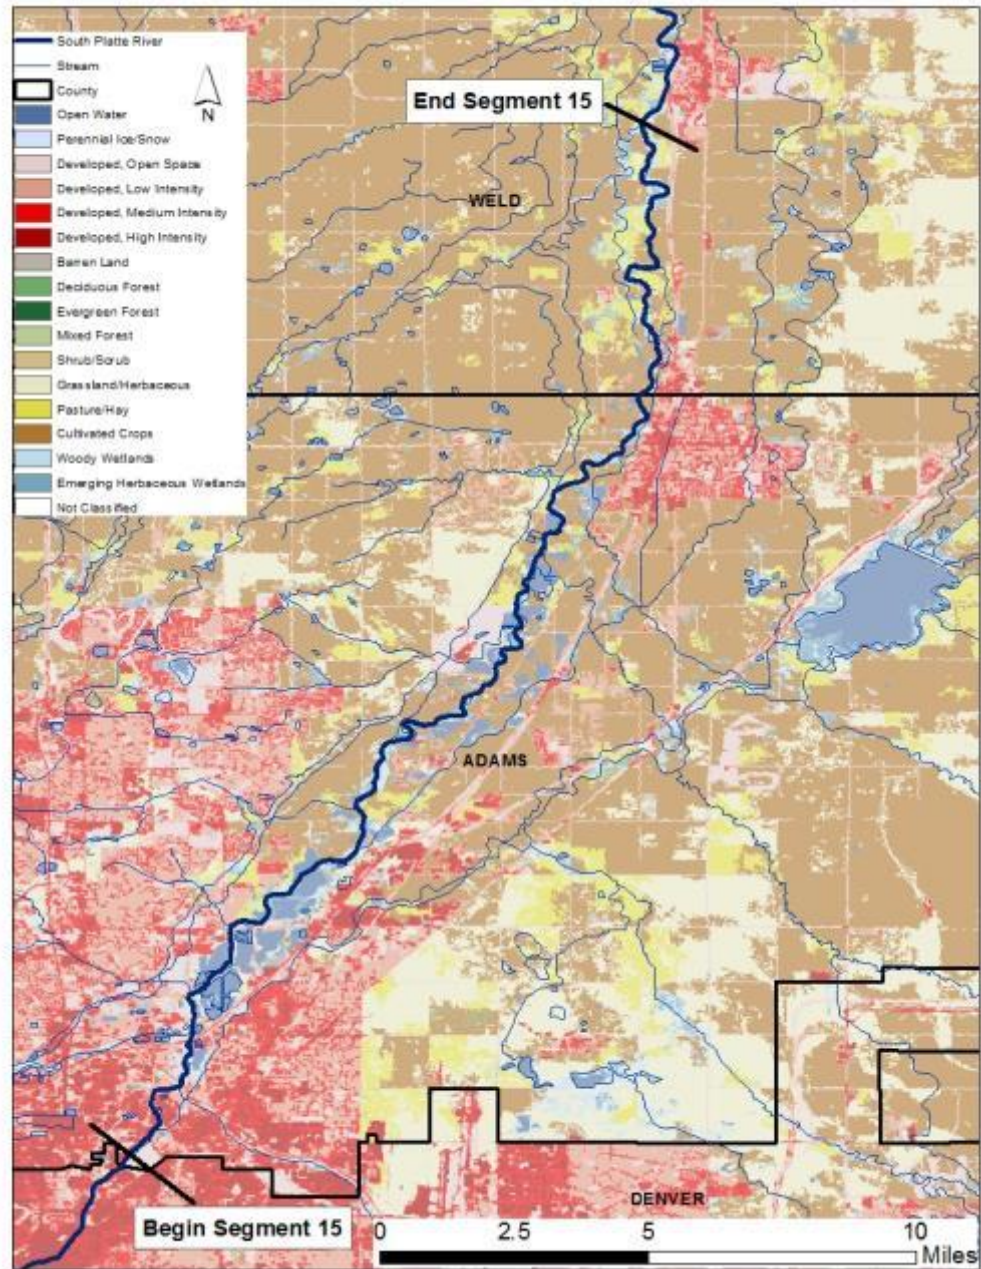 South Platte River
Stream
County
Open Water
Perennial Ice/Snow
Developed, Open Space
Developed, Low Intensity
Developed, Medium Intensity
Developed, High Intensity
Barren Land
Deciduous Forest
Evergreen Forest
Mixed Forest
Shrub/Scrub
Grassland/Herbaceous
Pasture/Hay
Cultivated Crops
Woody Wetlands
Emerging Herbaceous Wetlands
Not Classified
N
End Segment 15
WELD
ADAMS
DENVER
Begin Segment 15
0 2.5 5 10
Miles